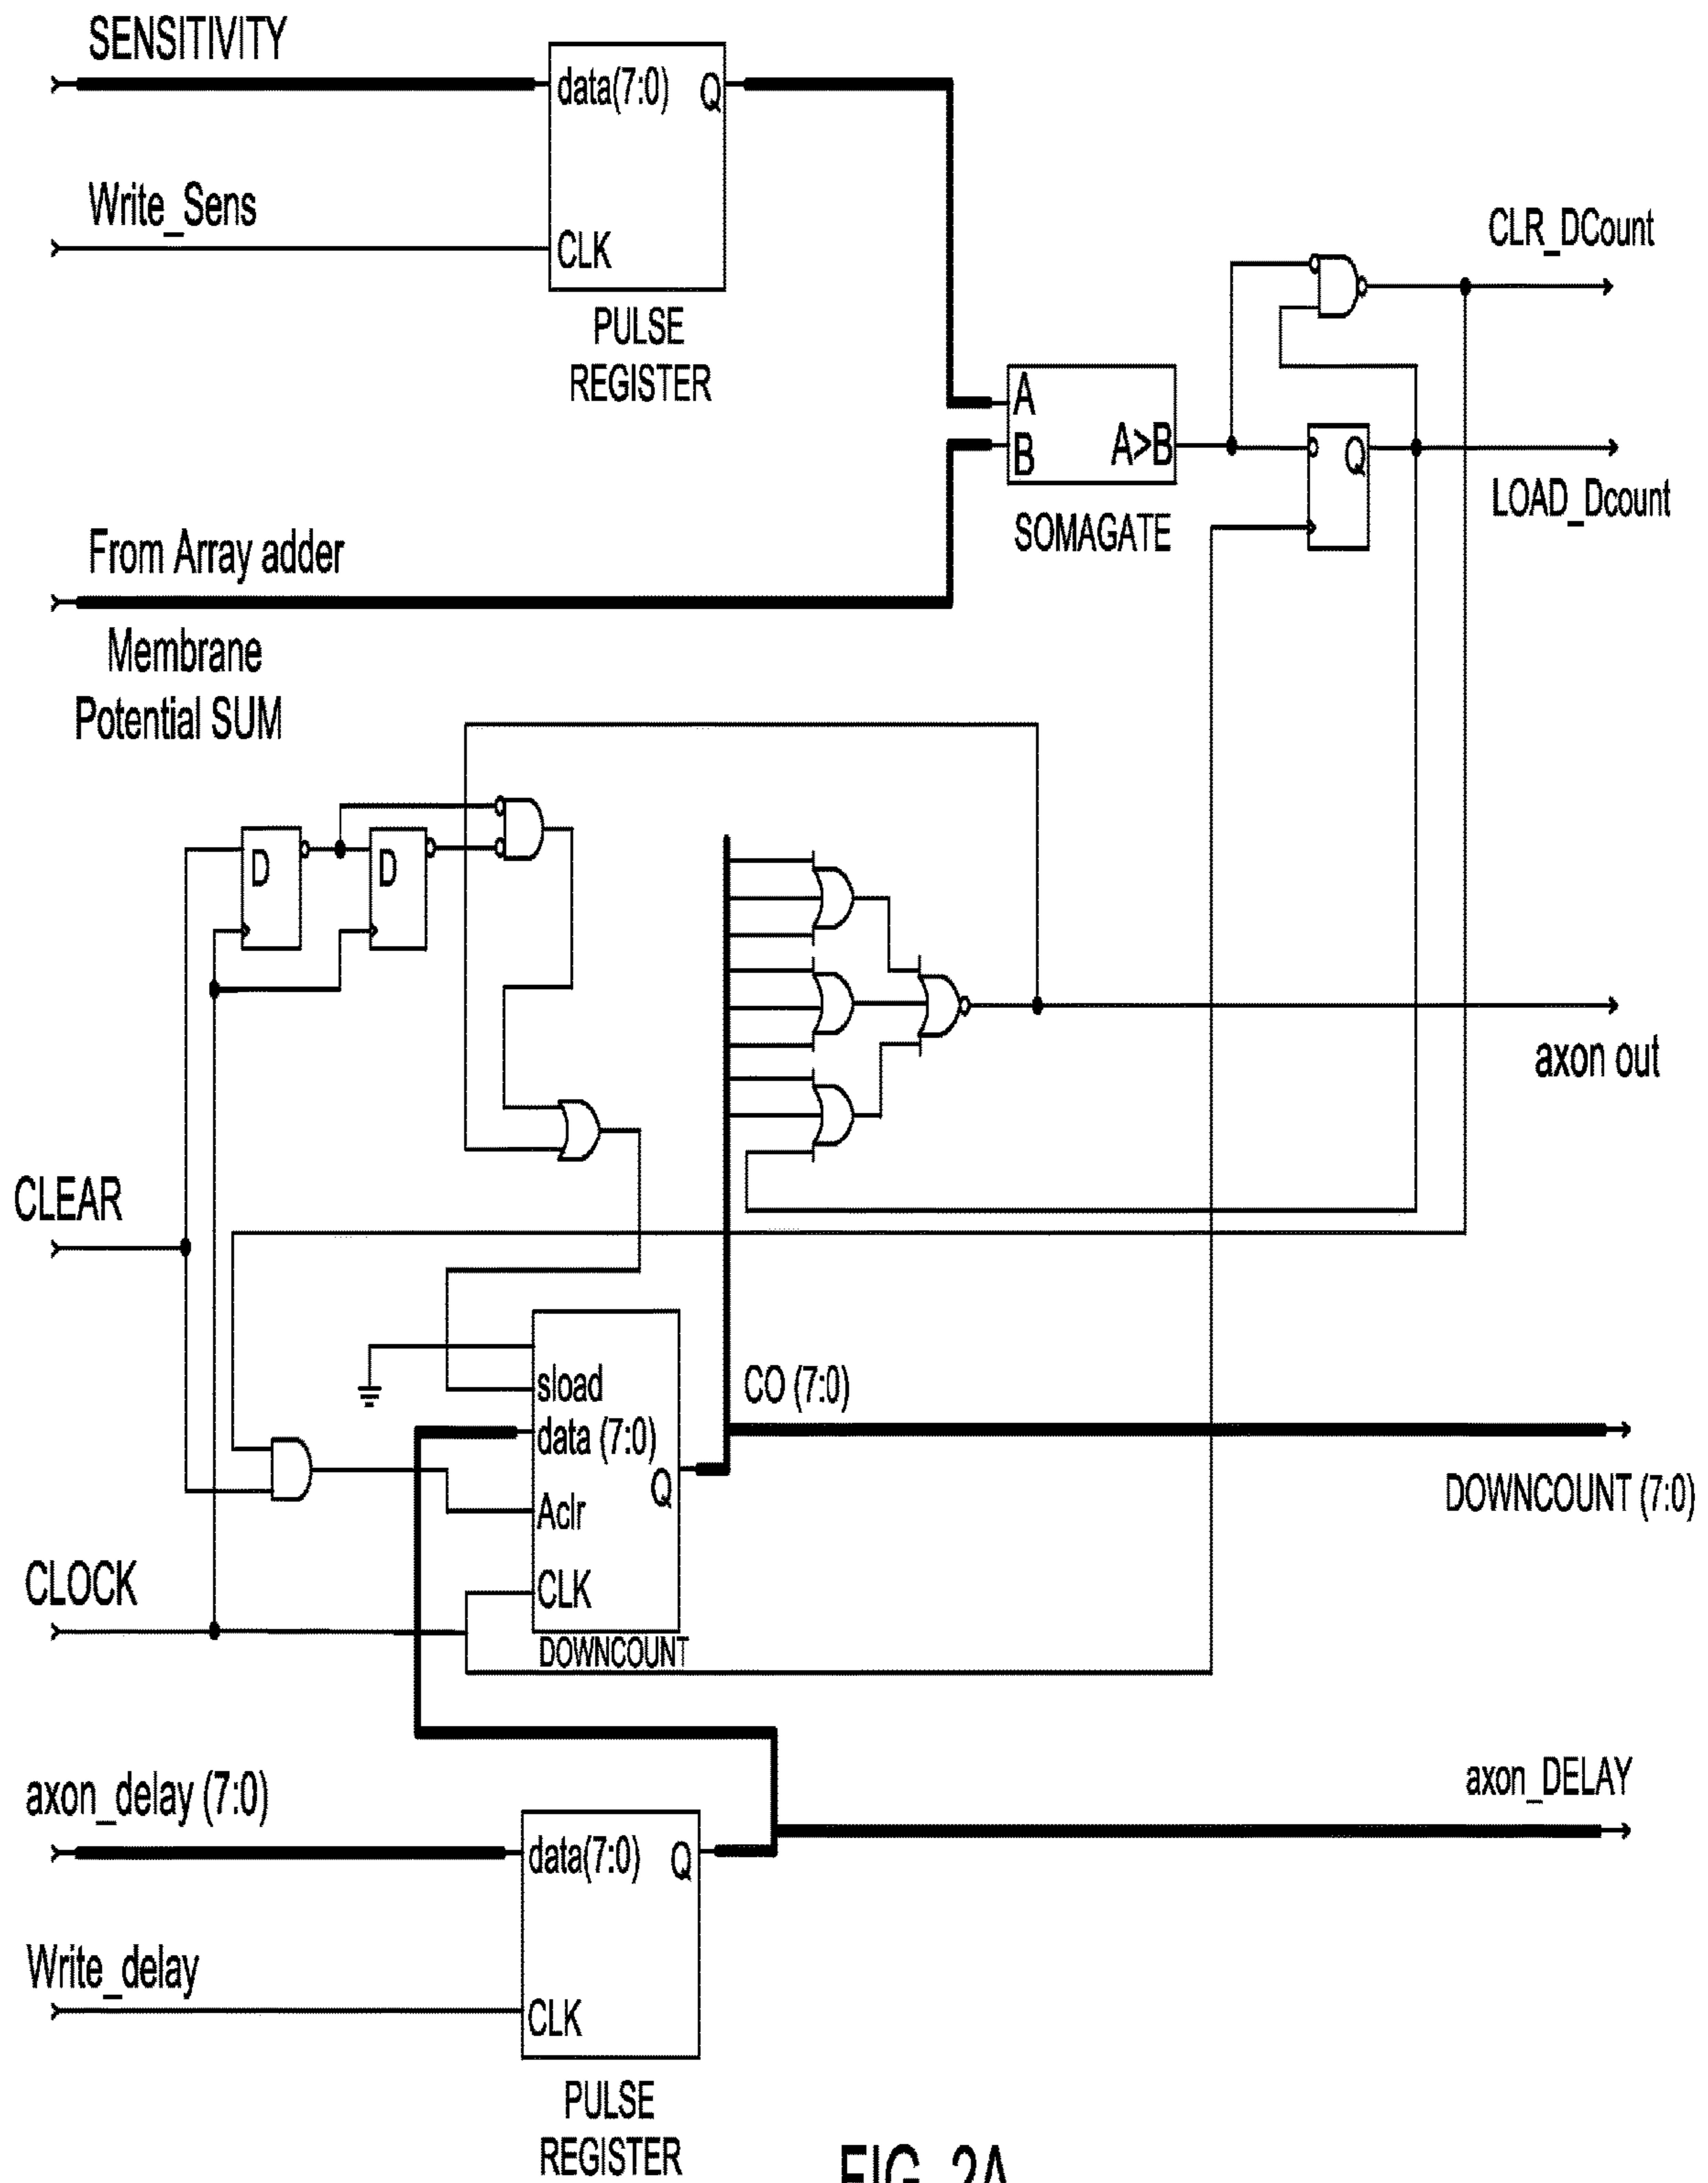 SENSITIVITY
data(7:0) Q
Write_Sens
CLK
PULSE
REGISTER
CLR_DCount
A
B
A>B
Q
SOMAGATE
LOAD_Dcount
From Array adder
Membrane
Potential SUM
D
D
axon out
CLEAR
sload
data (7:0)
Q
Aclr
CLK
CO (7:0)
DOWNCOUNT (7:0)
CLOCK
DOWNCOUNT
axon_delay (7:0)
axon_DELAY
data(7:0) Q
Write_delay
CLK
PULSE
REGISTER
FIG. 2A